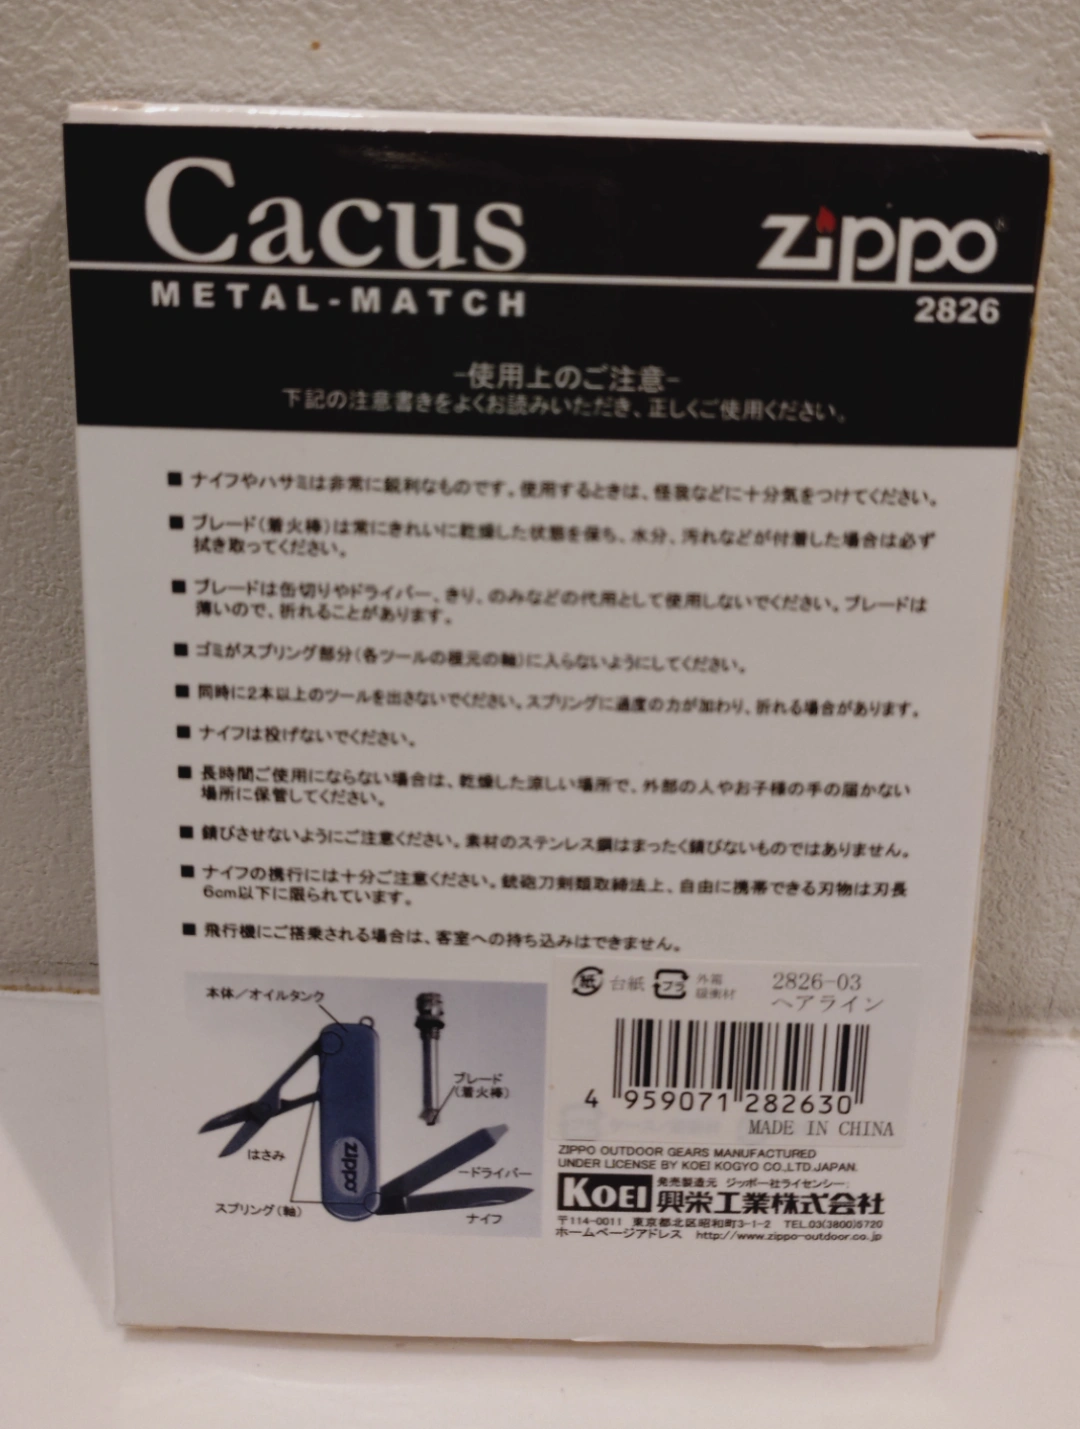 Cacus
zippo®
METAL-MATCH
2826
-使用上のご注意-
下記の注意書きをよくお読みいただき、正しくご使用ください。
■ ナイフやハサミは非常に鋭利なものです。使用するときは、怪我などに十分気をつけてください。
■ ブレード(着火棒)は常にきれいに乾燥した状態を保ち、水分、汚れなどが付着した場合は必ず
拭き取ってください。
■ ブレードは缶切りやドライバー、きり、のみなどの代用として使用しないでください。ブレードは
薄いので、折れることがあります。
■ ゴミがスプリング部分(各ツールの根元の軸)に入らないようにしてください。
■ 同時に2本以上のツールを出さないでください。スプリングに過度の力が加わり、折れる場合があります。
■ ナイフは投げないでください。
■ 長時間ご使用にならない場合は、乾燥した涼しい場所で、外部の人やお子様の手の届かない
場所に保管してください。
■ 錆びさせないようにご注意ください。素材のステンレス鋼はまったく錆びないものではありません。
■ ナイフの携行には十分ご注意ください。銃砲刀剣類取締法上、自由に携帯できる刃物は刃長
6cm以下に限られています。
■ 飛行機にご搭乗される場合は、客室への持ち込みはできません。
本体/オイルタンク
ブレード
(着火棒)
はさみ
-ドライバー
スプリング(軸)
ナイフ
zippo
紙 台紙 プラ 外箱
緩衝材
2826-03
ヘアライン
4 959071 282630
MADE IN CHINA
ZIPPO OUTDOOR GEARS MANUFACTURED
UNDER LICENSE BY KOEI KOGYO CO.,LTD.JAPAN.
KOEI 発売製造元 ジッポー社ライセンシー:
興栄工業株式会社
〒114-0011 東京都北区昭和町3-1-2 TEL.03(3800)5720
ホームページアドレス http://www.zippo-outdoor.co.jp